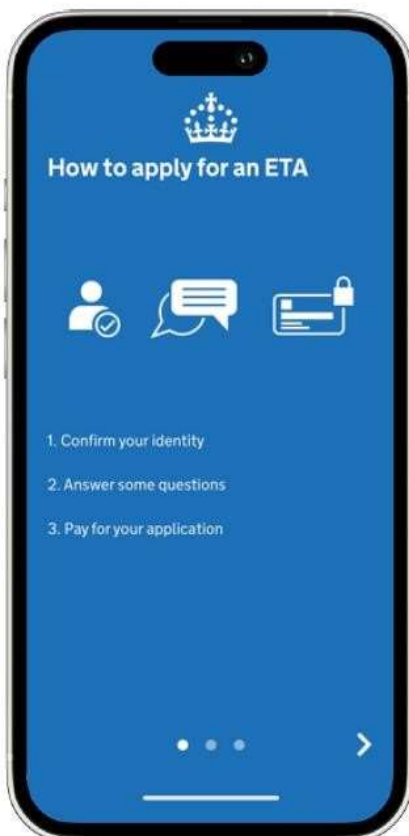 How to apply for an ETA
1. Confirm your identity
2. Answer some questions
3. Pay for your application